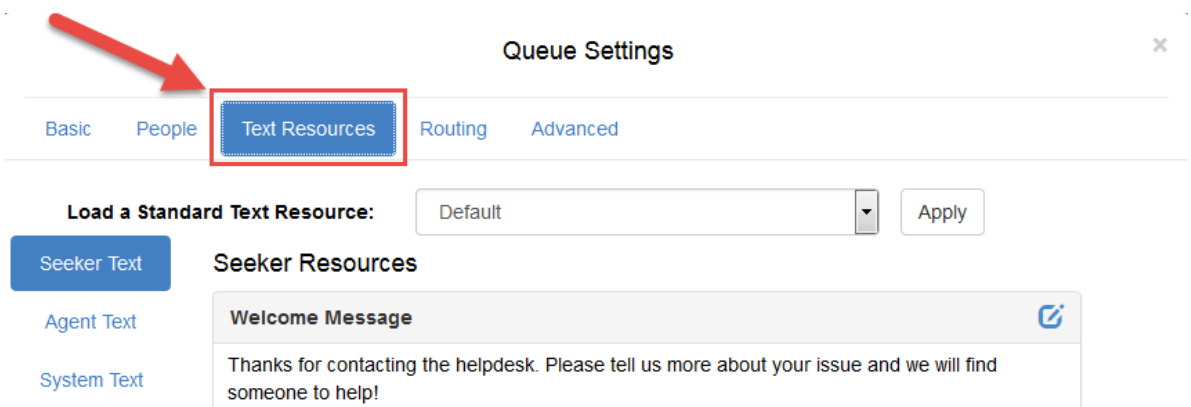 Queue Settings
×
Basic People Text Resources Routing Advanced
Load a Standard Text Resource: Default Apply
Seeker Text
Seeker Resources
Agent Text
Welcome Message
System Text
Thanks for contacting the helpdesk. Please tell us more about your issue and we will find
someone to help!